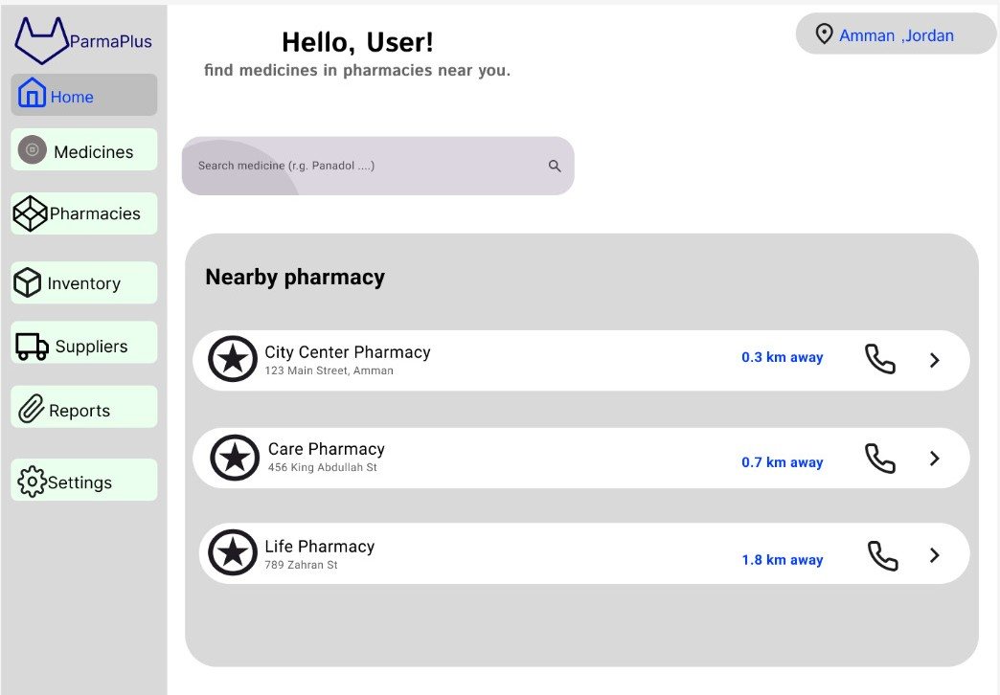 ParmaPlus
Home
Medicines
Pharmacies
Inventory
Suppliers
Reports
Settings
Hello, User!
find medicines in pharmacies near you.
Amman ,Jordan
Search medicine (r.g. Panadol ....)
Nearby pharmacy
City Center Pharmacy
123 Main Street, Amman
0.3 km away
Care Pharmacy
456 King Abdullah St
0.7 km away
Life Pharmacy
789 Zahran St
1.8 km away